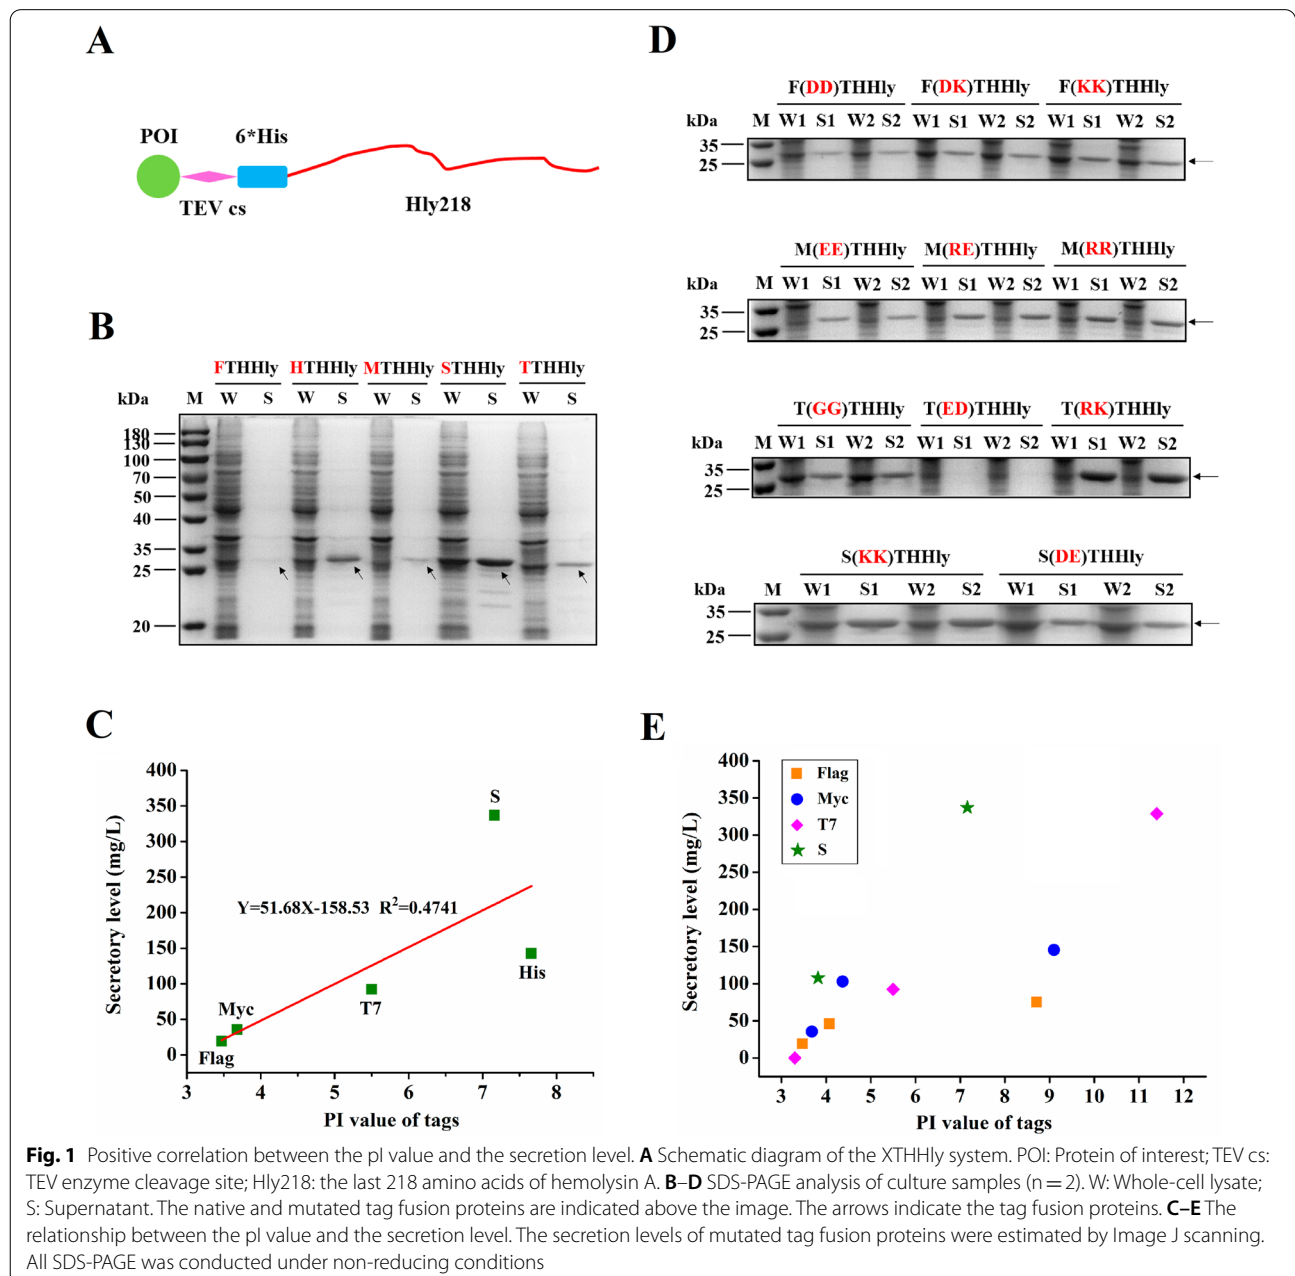 A
POI
6*His
TEV cs
Hly218
B
FTHHly HTHHly MTHHly STHHly TTHHly
kDa M W S W S W S W S W S
180
130
100
70
50
40
35
25
20
C
Secretory level (mg/L)
400
350
300
250
200
150
100
50
0
S
Y=51.68X-158.53 R²=0.4741
His
T7
Myc
Flag
3 4 5 6 7 8
PI value of tags
D
F(DD)THHly F(DK)THHly F(KK)THHly
kDa M W1 S1 W2 S2 W1 S1 W2 S2 W1 S1 W2 S2
35
25
M(EE)THHly M(RE)THHly M(RR)THHly
kDa M W1 S1 W2 S2 W1 S1 W2 S2 W1 S1 W2 S2
35
25
T(GG)THHly T(ED)THHly T(RK)THHly
kDa M W1 S1 W2 S2 W1 S1 W2 S2 W1 S1 W2 S2
35
25
S(KK)THHly S(DE)THHly
kDa M W1 S1 W2 S2 W1 S1 W2 S2
35
25
E
Secretory level (mg/L)
400
350
300
250
200
150
100
50
0
Flag
Myc
T7
S
3 4 5 6 7 8 9 10 11 12
PI value of tags
Fig. 1 Positive correlation between the pI value and the secretion level. A Schematic diagram of the XTHHly system. POI: Protein of interest; TEV cs:
TEV enzyme cleavage site; Hly218: the last 218 amino acids of hemolysin A. B–D SDS-PAGE analysis of culture samples (n = 2). W: Whole-cell lysate;
S: Supernatant. The native and mutated tag fusion proteins are indicated above the image. The arrows indicate the tag fusion proteins. C–E The
relationship between the pI value and the secretion level. The secretion levels of mutated tag fusion proteins were estimated by Image J scanning.
All SDS-PAGE was conducted under non-reducing conditions